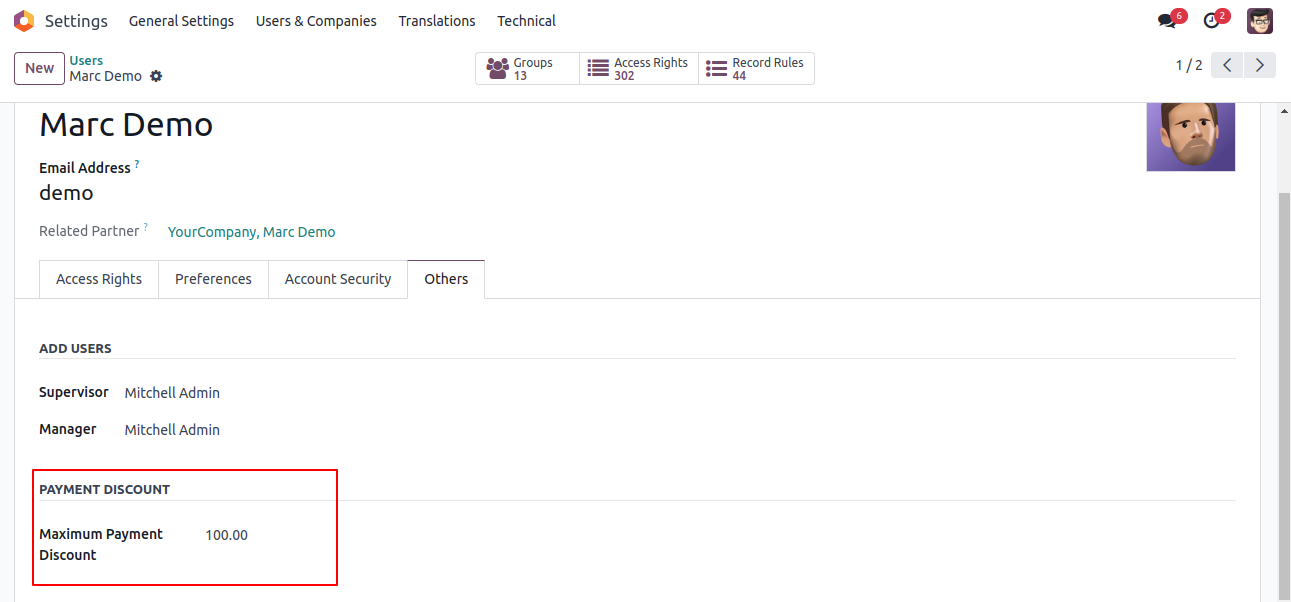 Settings General Settings Users & Companies Translations Technical 6 2
New Users Groups 13 Access Rights 302 Record Rules 44 1 / 2
Marc Demo
Marc Demo
Email Address ?
demo
Related Partner ? YourCompany, Marc Demo
Access Rights Preferences Account Security Others
ADD USERS
Supervisor Mitchell Admin
Manager Mitchell Admin
PAYMENT DISCOUNT
Maximum Payment 100.00
Discount